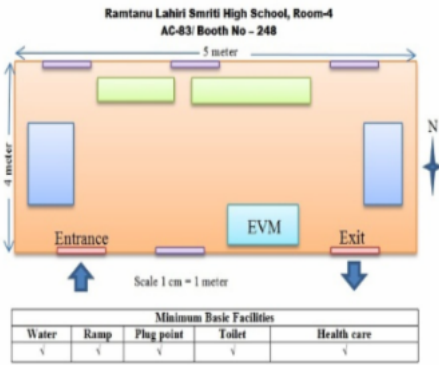 Ramtanu Lahiri Smriti High School, Room-4
AC-83/ Booth No – 248
5 meter
4 meter
N
EVM
Entrance
Exit
Scale 1 cm = 1 meter
Minimum Basic Facilities
Water Ramp Plug point Toilet Health care
√ √ √ √ √